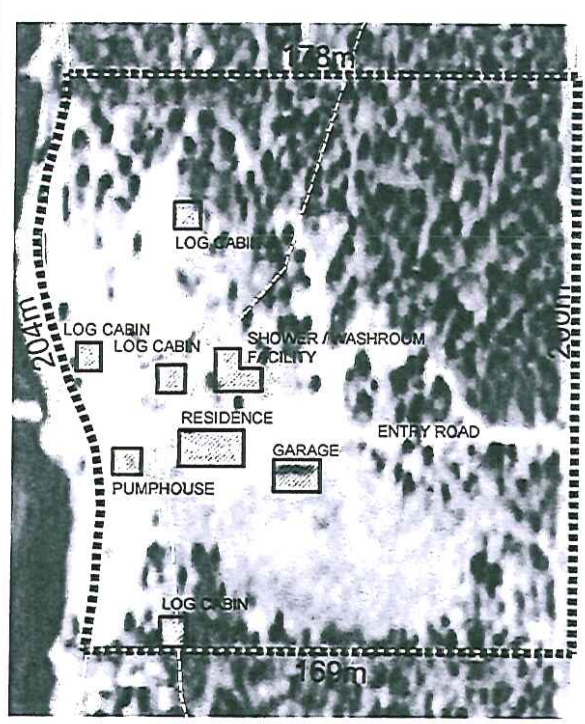 178m
LOG CABIN
204m
LOG CABIN
LOG CABIN
SHOWER / WASHROOM
FACILITY
RESIDENCE
ENTRY ROAD
GARAGE
PUMPHOUSE
LOG CABIN
169m